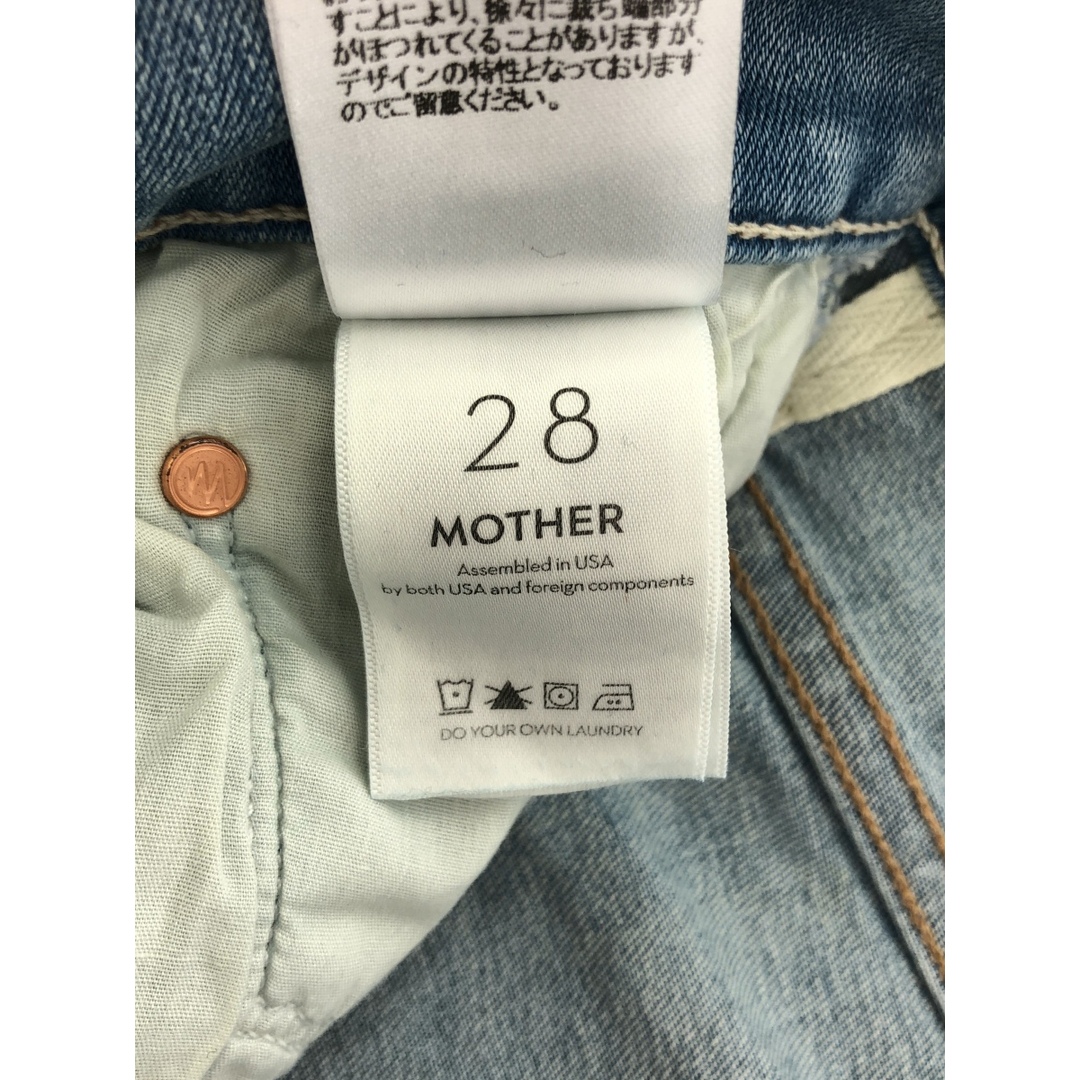 すことにより、徐々に裁ち端部分
がほつれてくることがありますが、
デザインの特性となっております
のでご留意ください。
28
MOTHER
Assembled in USA
by both USA and foreign components
DO YOUR OWN LAUNDRY